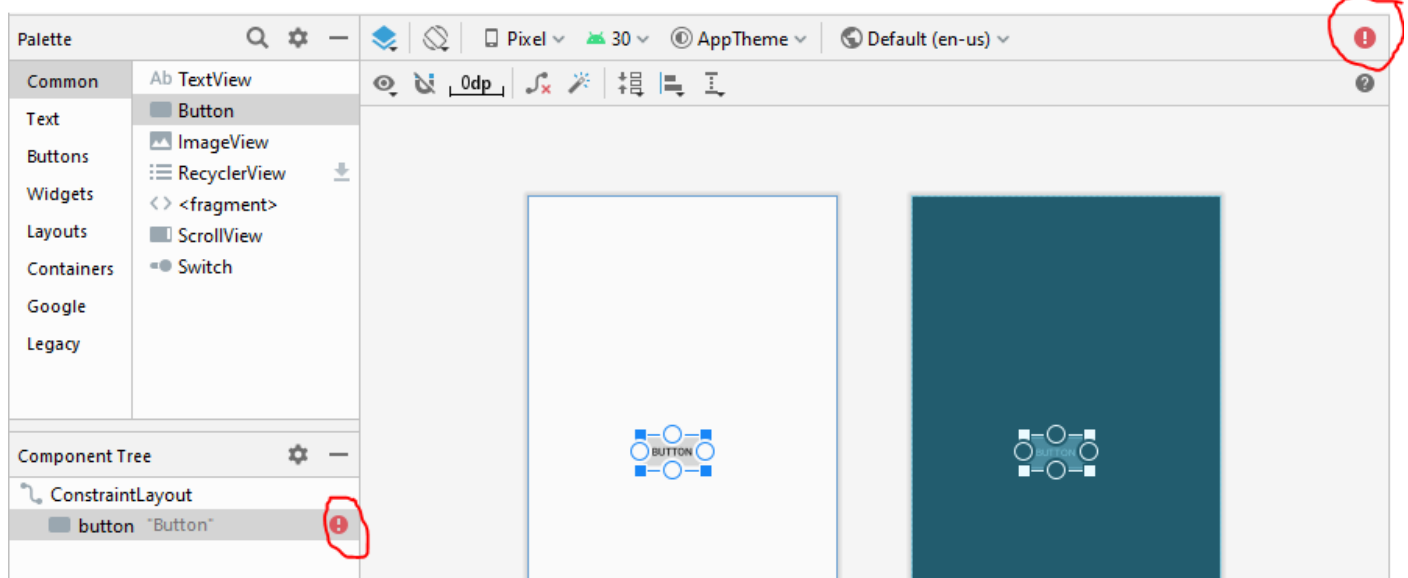 Palette
Pixel 30 AppTheme Default (en-us)
Common
Text
Buttons
Widgets
Layouts
Containers
Google
Legacy
Ab TextView
Button
ImageView
RecyclerView
<fragment>
ScrollView
Switch
0dp
BUTTON
BUTTON
Component Tree
ConstraintLayout
button "Button"